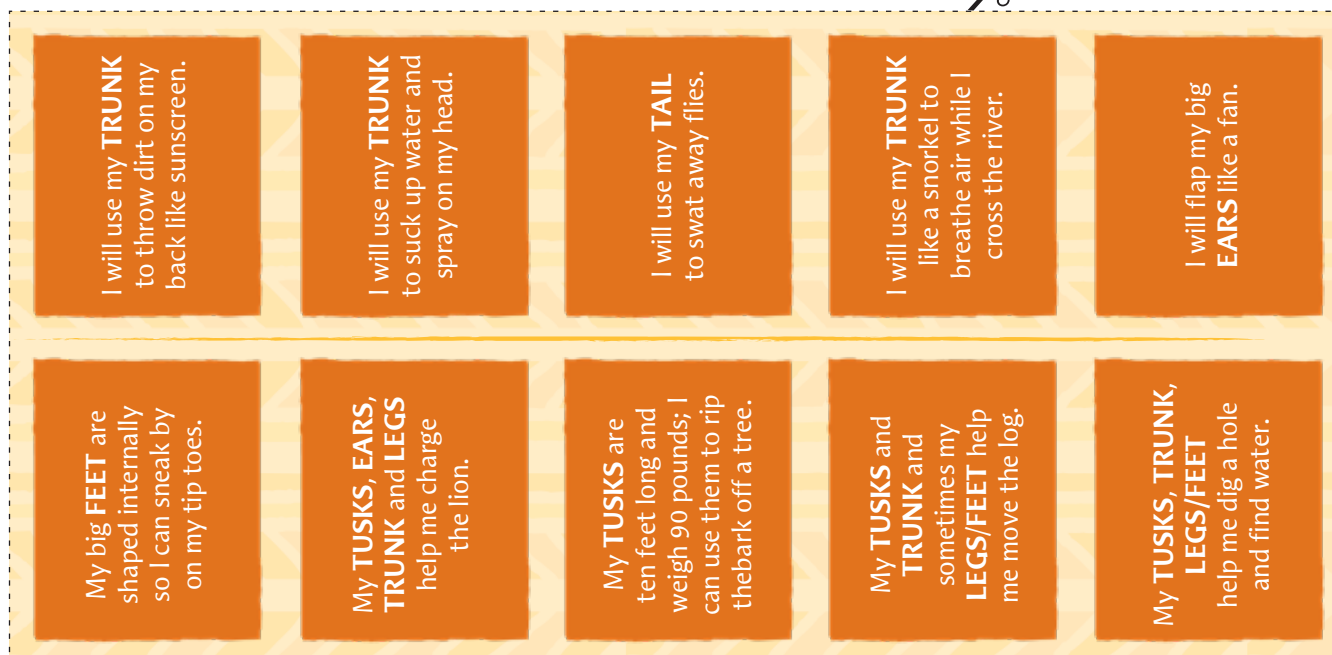 My big FEET are
shaped internally
so I can sneak by
on my tip toes.
My TUSKS, EARS,
TRUNK and LEGS
help me charge
the lion.
My TUSKS are
ten feet long and
weigh 90 pounds; I
can use them to rip
thebark off a tree.
My TUSKS and
TRUNK and
sometimes my
LEGS/FEET help
me move the log.
My TUSKS, TRUNK,
LEGS/FEET
help me dig a hole
and find water.
I will use my TRUNK
to throw dirt on my
back like sunscreen.
I will use my TRUNK
to suck up water and
spray on my head.
I will use my TAIL
to swat away flies.
I will use my TRUNK
like a snorkel to
breathe air while I
cross the river.
I will flap my big
EARS like a fan.